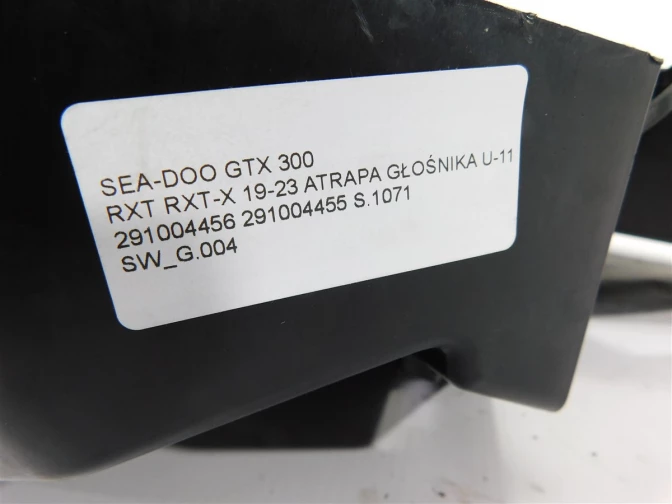 SEA-DOO GTX 300
RXT RXT-X 19-23 ATRAPA GŁOŚNIKA U-11
291004456 291004455 S.1071
SW_G.004